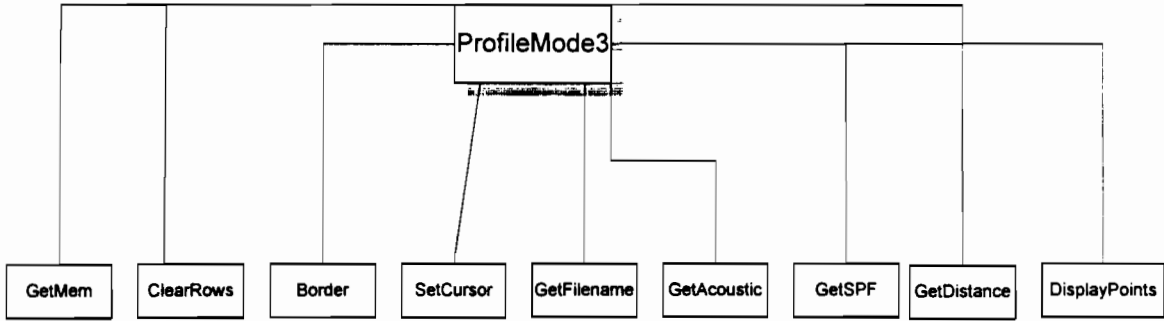 ProfileMode3
GetMem
ClearRows
Border
SetCursor
GetFilename
GetAcoustic
GetSPF
GetDistance
DisplayPoints